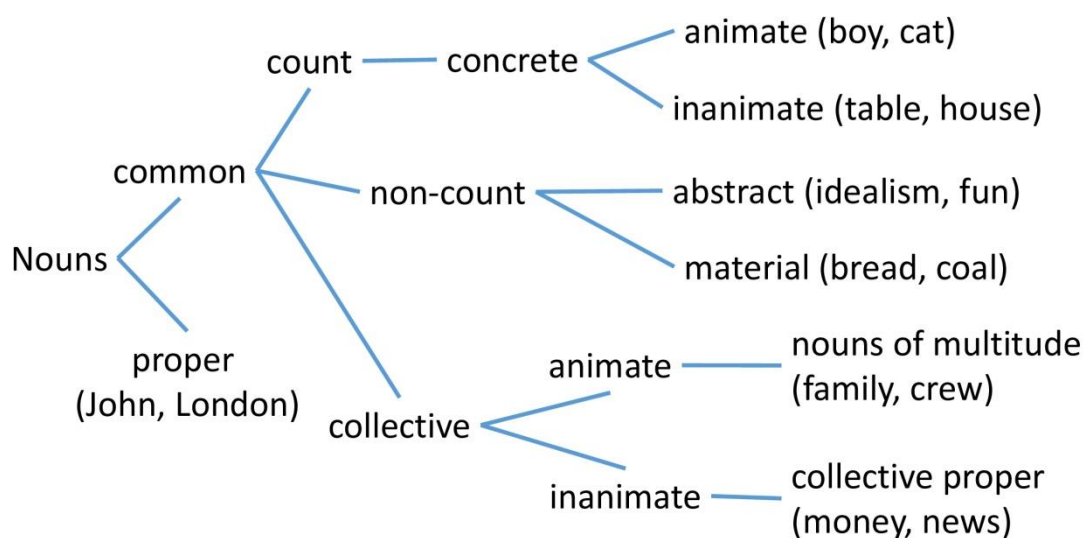 animate (boy, cat)
count
concrete
inanimate (table, house)
common
non-count
abstract (idealism, fun)
Nouns
material (bread, coal)
proper
(John, London)
animate
nouns of multitude
(family, crew)
collective
inanimate
collective proper
(money, news)